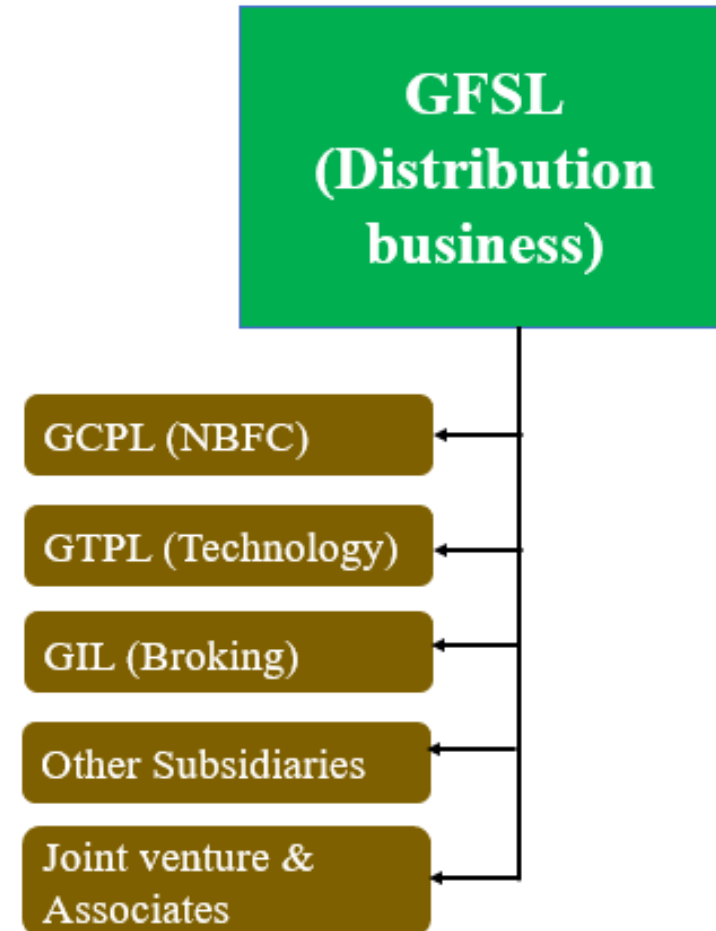 GFSL
(Distribution
business)
GCPL (NBFC)
GTPL (Technology)
GIL (Broking)
Other Subsidiaries
Joint venture &
Associates